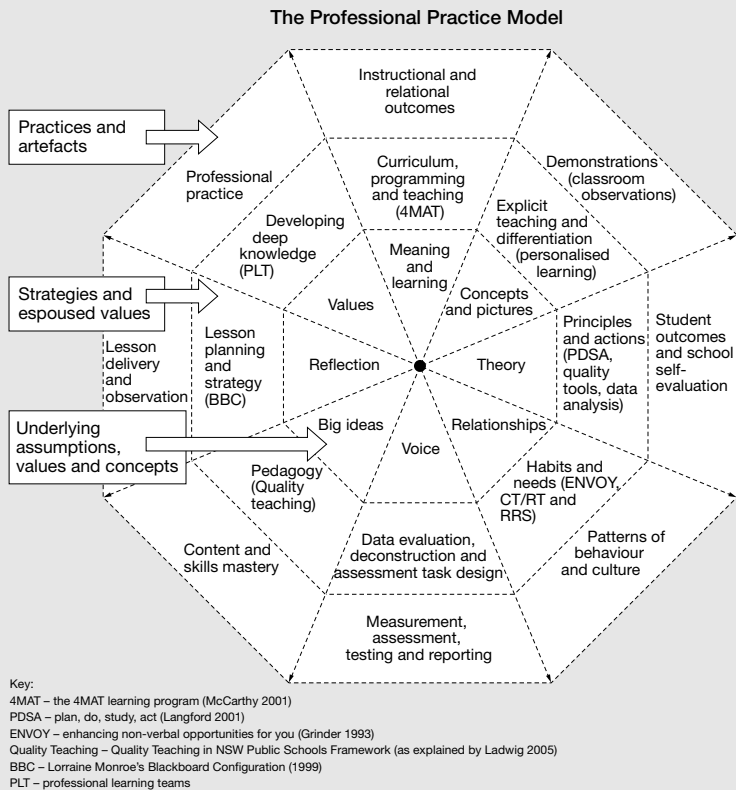 The Professional Practice Model
Practices and
artefacts
Strategies and
espoused values
Underlying
assumptions,
values and concepts
Instructional and
relational
outcomes
Demonstrations
(classroom
observations)
Student
outcomes
and school
self-
evaluation
Patterns of
behaviour
and culture
Measurement,
assessment,
testing and reporting
Content and
skills mastery
Lesson
delivery
and
observation
Professional
practice
Curriculum,
programming
and teaching
(4MAT)
Explicit
teaching and
differentiation
(personalised
learning)
Principles
and actions
(PDSA,
quality
tools, data
analysis)
Habits and
needs (ENVOY,
CT/RT and
RRS)
Data evaluation,
deconstruction and
assessment task design
Pedagogy
(Quality
teaching)
Lesson
planning
and
strategy
(BBC)
Developing
deep
knowledge
(PLT)
Meaning
and
learning
Concepts
and pictures
Theory
Relationships
Voice
Big ideas
Reflection
Values
Key:
4MAT – the 4MAT learning program (McCarthy 2001)
PDSA – plan, do, study, act (Langford 2001)
ENVOY – enhancing non-verbal opportunities for you (Grinder 1993)
Quality Teaching – Quality Teaching in NSW Public Schools Framework (as explained by Ladwig 2005)
BBC – Lorraine Monroe's Blackboard Configuration (1999)
PLT – professional learning teams